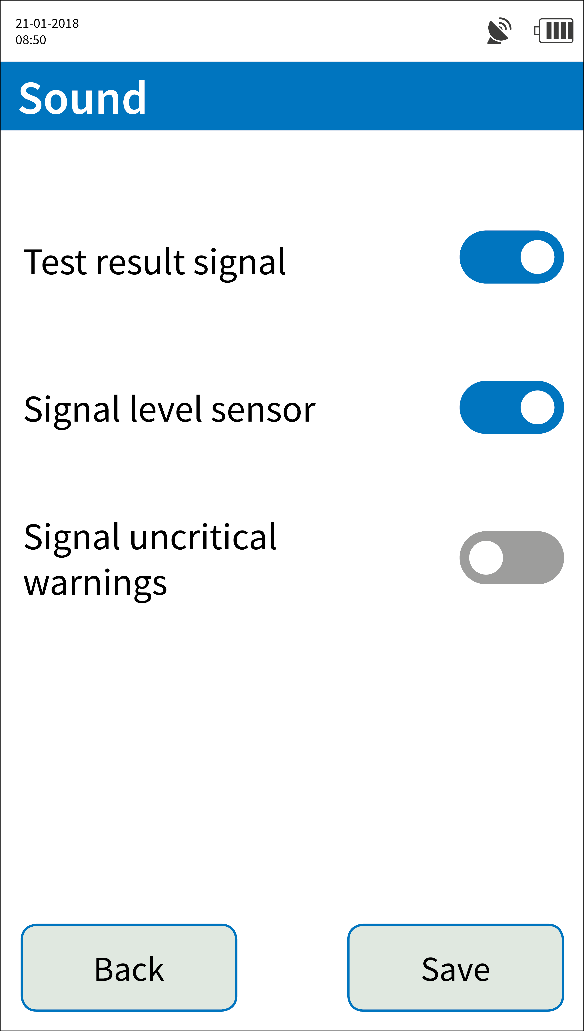 21-01-2018
08:50
Sound
Test result signal
Signal level sensor
Signal uncritical
warnings
Back
Save